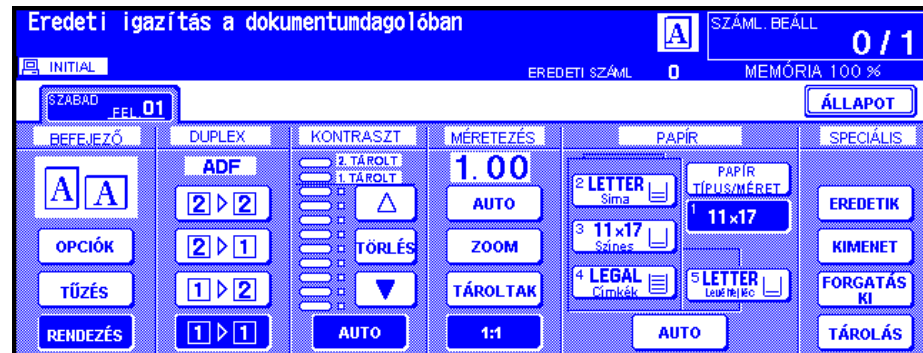 Eredeti igazítás a dokumentumdagolóban
A
SZÁML. BEÁLL
0 / 1
INITIAL
EREDETI SZÁML 0
MEMÓRIA 100 %
SZABAD
FEL. 01
ÁLLAPOT
BEFEJEZŐ
DUPLEX
KONTRASZT
MÉRETEZÉS
PAPÍR
SPECIÁLIS
A A
OPCIÓK
TŰZÉS
RENDEZÉS
ADF
2 ▷ 2
2 ▷ 1
1 ▷ 2
1 ▷ 1
2. TÁROLT
1. TÁROLT
△
TÖRLÉS
▼
AUTO
1.00
AUTO
ZOOM
TÁROLTAK
1:1
2 LETTER
Sima
3 11x17
Színes
4 LEGAL
Címkék
PAPÍR
TÍPUS/MÉRET
1 11x17
5 LETTER
AUTO
EREDETIK
KIMENET
FORGATÁS
KI
TÁROLÁS